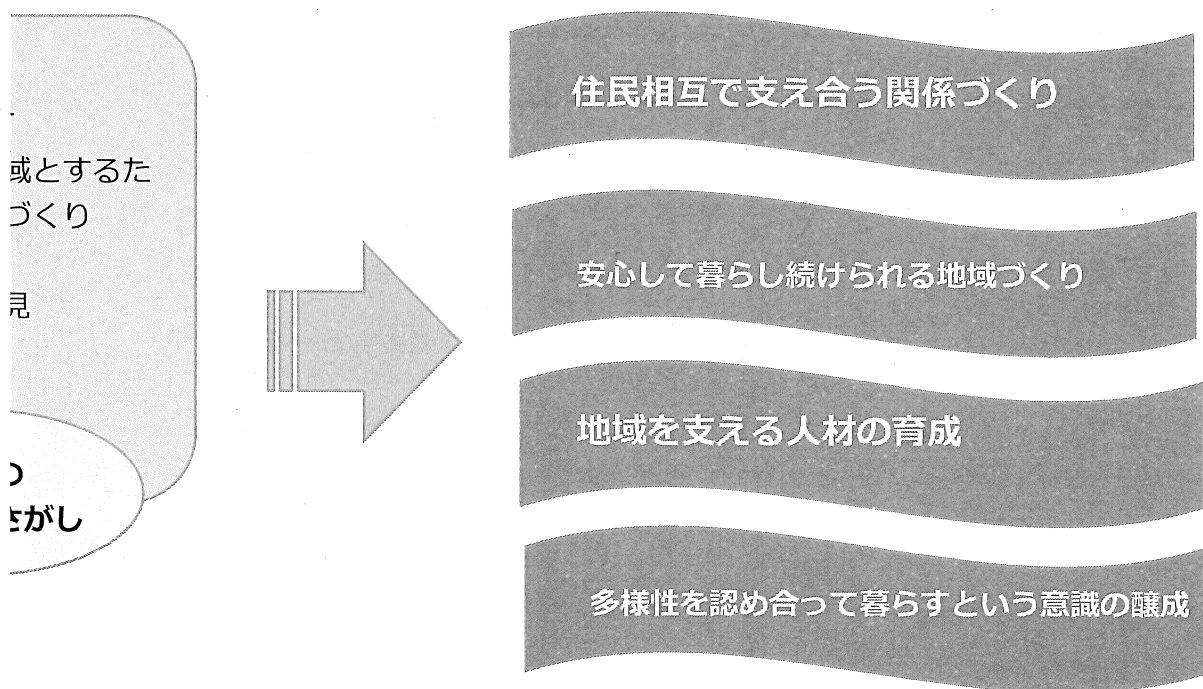 域とするた
づくり
見
の
さがし
住民相互で支え合う関係づくり
安心して暮らし続けられる地域づくり
地域を支える人材の育成
多様性を認め合って暮らすという意識の醸成